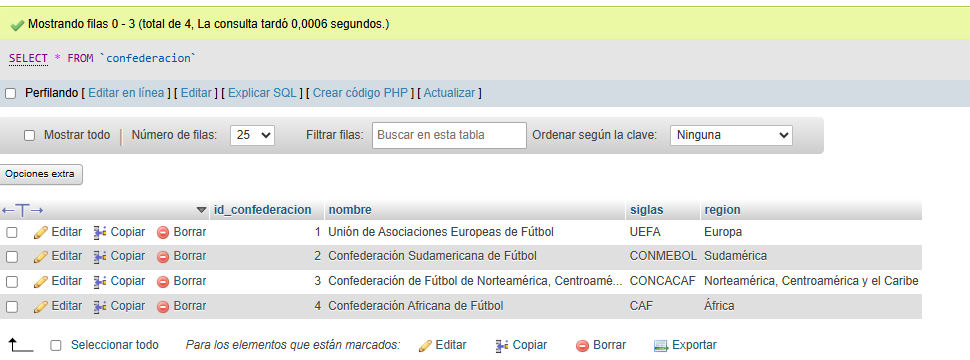 Mostrando filas 0 - 3 (total de 4, La consulta tardó 0,0006 segundos.)
SELECT * FROM `confederacion`
Perfilando [ Editar en línea ] [ Editar ] [ Explicar SQL ] [ Crear código PHP ] [ Actualizar ]
Mostrar todo | Número de filas: 25 Filtrar filas: Buscar en esta tabla Ordenar según la clave: Ninguna
Opciones extra
←T→ id_confederacion nombre siglas region
Editar Copiar Borrar 1 Unión de Asociaciones Europeas de Fútbol UEFA Europa
Editar Copiar Borrar 2 Confederación Sudamericana de Fútbol CONMEBOL Sudamérica
Editar Copiar Borrar 3 Confederación de Fútbol de Norteamérica, Centroamé... CONCACAF Norteamérica, Centroamérica y el Caribe
Editar Copiar Borrar 4 Confederación Africana de Fútbol CAF África
Seleccionar todo Para los elementos que están marcados: Editar Copiar Borrar Exportar